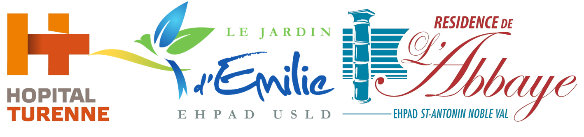 HOPITAL
TURENNE
LE JARDIN
d'Emilie
EHPAD USLD
RESIDENCE DE
L'Abbaye
EHPAD ST-ANTONIN NOBLE VAL